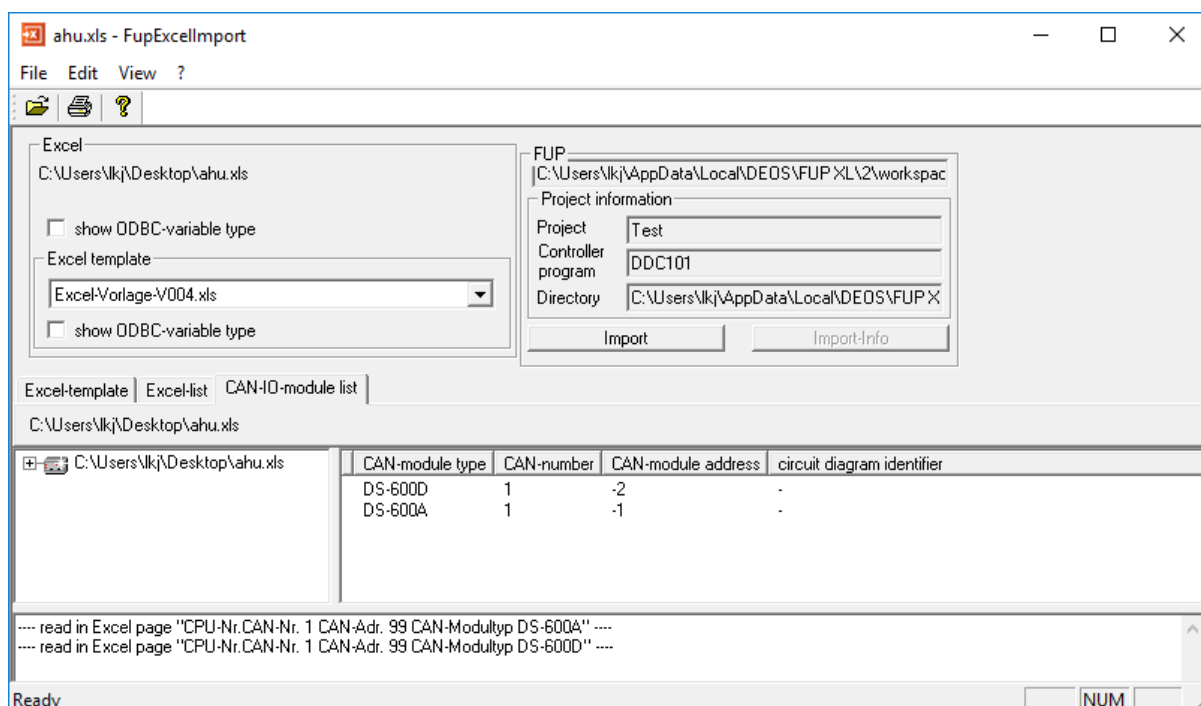 ahu.xls - FupExcelImport
File Edit View ?
Excel
C:\Users\lkj\Desktop\ahu.xls
show ODBC-variable type
Excel template
Excel-Vorlage-V004.xls
show ODBC-variable type
FUP
C:\Users\lkj\AppData\Local\DEOS\FUP XL\2\workspac
Project information
Project Test
Controller program DDC101
Directory C:\Users\lkj\AppData\Local\DEOS\FUP X
Import Import-Info
Excel-template Excel-list CAN-IO-module list
C:\Users\lkj\Desktop\ahu.xls
C:\Users\lkj\Desktop\ahu.xls
CAN-module type CAN-number CAN-module address circuit diagram identifier
DS-600D 1 -2 -
DS-600A 1 -1 -
---- read in Excel page "CPU-Nr.CAN-Nr. 1 CAN-Adr. 99 CAN-Modultyp DS-600A" ----
---- read in Excel page "CPU-Nr.CAN-Nr. 1 CAN-Adr. 99 CAN-Modultyp DS-600D" ----
Ready NUM